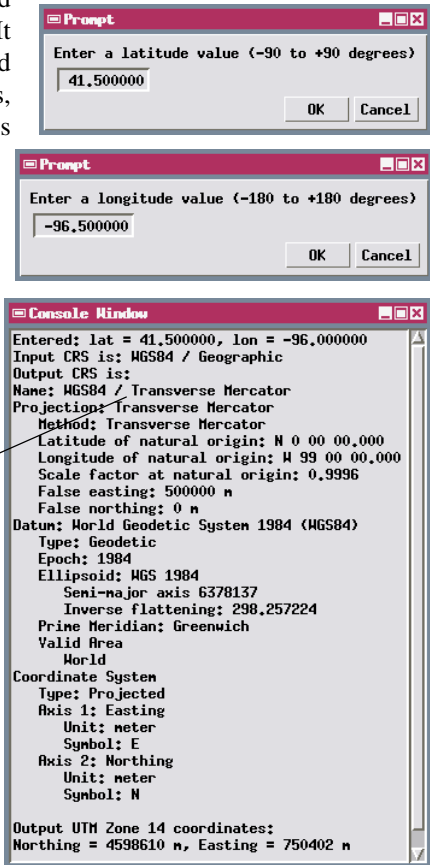 Prompt
Enter a latitude value (-90 to +90 degrees)
41.500000
OK Cancel
Prompt
Enter a longitude value (-180 to +180 degrees)
-96.500000
OK Cancel
Console Window
Entered: lat = 41.500000, lon = -96.000000
Input CRS is: WGS84 / Geographic
Output CRS is:
Name: WGS84 / Transverse Mercator
Projection: Transverse Mercator
Method: Transverse Mercator
Latitude of natural origin: N 0 00 00.000
Longitude of natural origin: W 99 00 00.000
Scale factor at natural origin: 0.9996
False easting: 500000 m
False northing: 0 m
Datum: World Geodetic System 1984 (WGS84)
Type: Geodetic
Epoch: 1984
Ellipsoid: WGS 1984
Semi-major axis 6378137
Inverse flattening: 298.257224
Prime Meridian: Greenwich
Valid Area
World
Coordinate System
Type: Projected
Axis 1: Easting
Unit: meter
Symbol: E
Axis 2: Northing
Unit: meter
Symbol: N
Output UTM Zone 14 coordinates:
Northing = 4598610 m, Easting = 750402 m